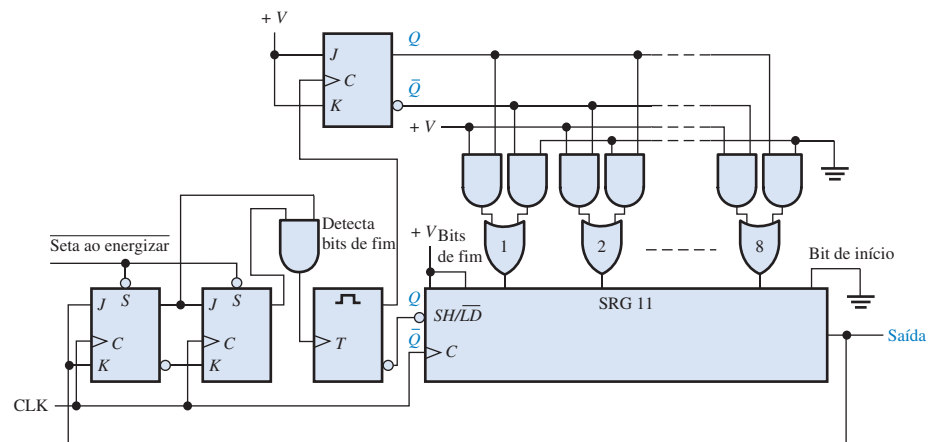 + V
J
C
K
Q
Q̄
+ V
Seta ao energizar
Detecta
bits de fim
+ V
Bits
de fim
1
2
8
Bit de início
J
S
C
K
J
S
C
K
T
Q
Q̄
SH/L̄D̄
C
SRG 11
Saída
CLK